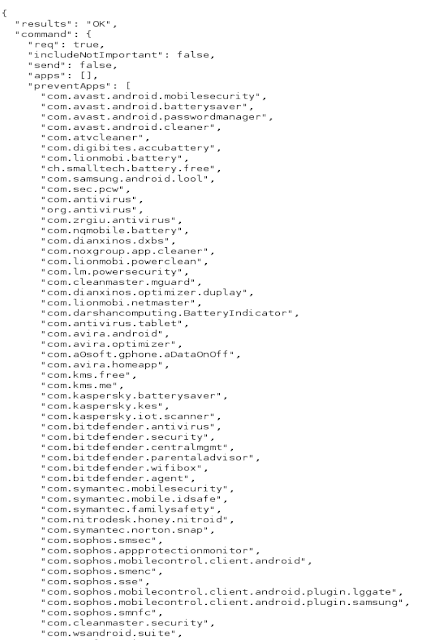 {
"results": "OK",
"command": {
"req": true,
"includeNotImportant": false,
"send": false,
"apps": [],
"preventApps": [
"com.avast.android.mobilesecurity",
"com.avast.android.batterysaver",
"com.avast.android.passwordmanager",
"com.avast.android.cleaner",
"com.atvcleaner",
"com.digibites.accubattery",
"com.lionmobi.battery",
"ch.smalltech.battery.free",
"com.samsung.android.lool",
"com.sec.pcw",
"com.antivirus",
"org.antivirus",
"com.zrgiu.antivirus",
"com.nqmobile.battery",
"com.dianxinos.dxbs",
"com.noxgroup.app.cleaner",
"com.lionmobi.powerclean",
"com.lm.powersecurity",
"com.cleanmaster.mguard",
"com.dianxinos.optimizer.duplay",
"com.lionmobi.netmaster",
"com.darshancomputing.BatteryIndicator",
"com.antivirus.tablet",
"com.avira.android",
"com.avira.optimizer",
"com.aOsoft.gphone.aDataOnOff",
"com.avira.homeapp",
"com.kms.free",
"com.kms.me",
"com.kaspersky.batterysaver",
"com.kaspersky.kes",
"com.kaspersky.iot.scanner",
"com.bitdefender.antivirus",
"com.bitdefender.security",
"com.bitdefender.centralmgmt",
"com.bitdefender.parentaladvisor",
"com.bitdefender.wifibox",
"com.bitdefender.agent",
"com.symantec.mobilesecurity",
"com.symantec.mobile.idsafe",
"com.symantec.familysafety",
"com.nitrodesk.honey.nitroid",
"com.symantec.norton.snap",
"com.sophos.smsec",
"com.sophos.appprotectionmonitor",
"com.sophos.mobilecontrol.client.android",
"com.sophos.smenc",
"com.sophos.sse",
"com.sophos.mobilecontrol.client.android.plugin.lggate",
"com.sophos.mobilecontrol.client.android.plugin.samsung",
"com.sophos.smnfc",
"com.cleanmaster.security",
"com.wsandroid.suite",